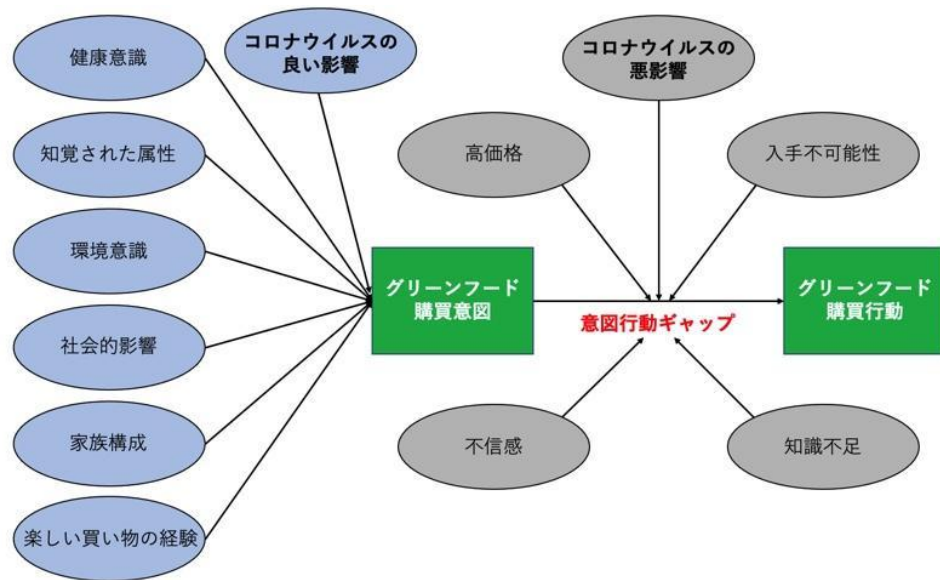 健康意識
コロナウイルスの
良い影響
コロナウイルスの
悪影響
知覚された属性
高価格
入手不可能性
環境意識
グリーンフード
購買意図
グリーンフード
購買行動
意図行動ギャップ
社会的影響
家族構成
不信感
知識不足
楽しい買い物の経験